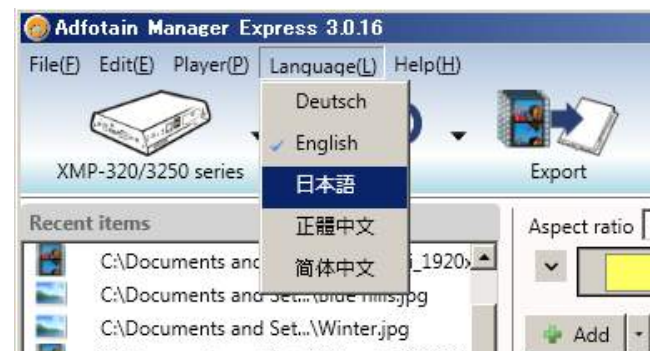 Adfotain Manager Express 3.0.16
File(F) Edit(E) Player(P) Language(L) Help(H)
Deutsch
English
日本語
正體中文
简体中文
XMP-320/3250 series
Export
Recent items
Aspect ratio
C:\Documents and
i_1920x
C:\Documents and Set...\Blue hills.jpg
C:\Documents and Set...\Winter.jpg
Add